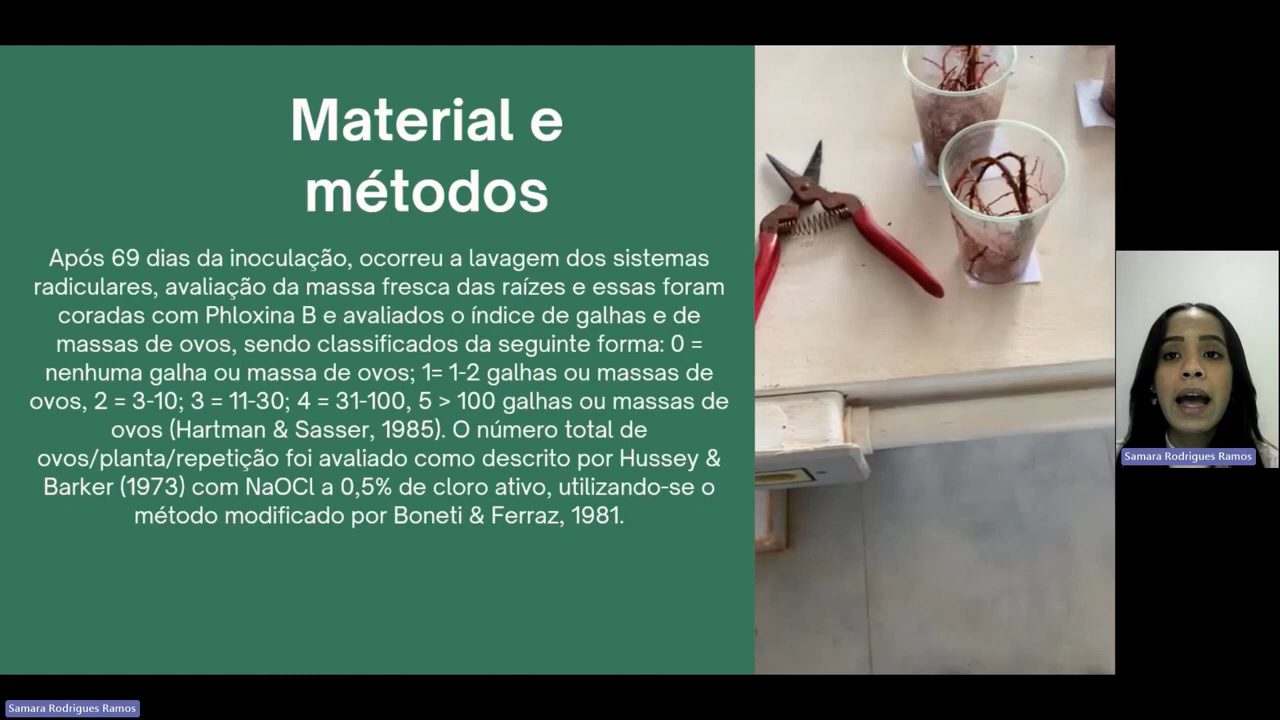 Material e
métodos
Após 69 dias da inoculação, ocorreu a lavagem dos sistemas
radiculares, avaliação da massa fresca das raízes e essas foram
coradas com Phloxina B e avaliados o índice de galhas e de
massas de ovos, sendo classificados da seguinte forma: 0 =
nenhuma galha ou massa de ovos; 1= 1-2 galhas ou massas de
ovos, 2 = 3-10; 3 = 11-30; 4 = 31-100, 5 > 100 galhas ou massas de
ovos (Hartman & Sasser, 1985). O número total de
ovos/planta/repetição foi avaliado como descrito por Hussey &
Barker (1973) com NaOCl a 0,5% de cloro ativo, utilizando-se o
método modificado por Boneti & Ferraz, 1981.
Samara Rodrigues Ramos
Samara Rodrigues Ramos